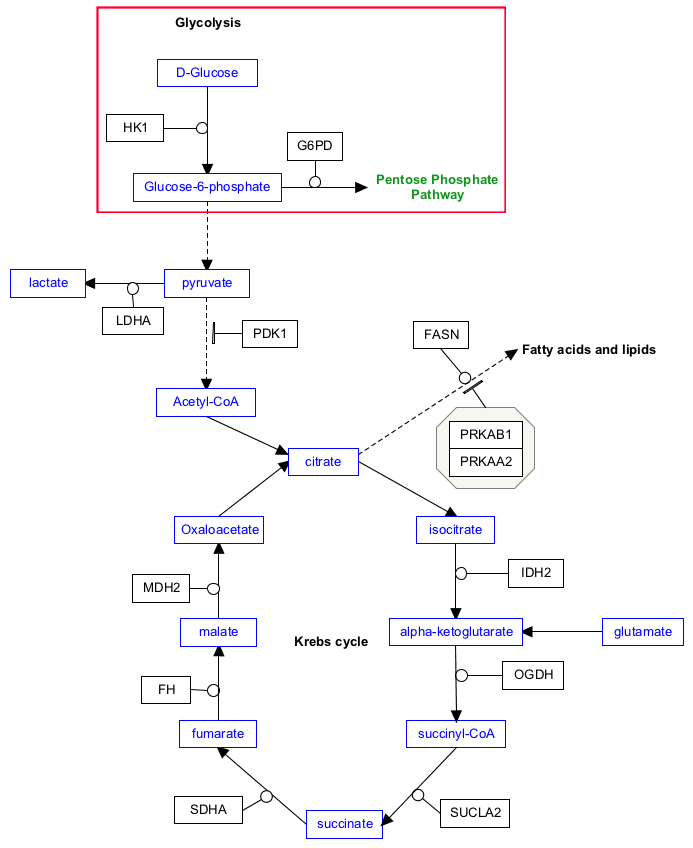 Glycolysis
D-Glucose
HK1
G6PD
Glucose-6-phosphate
Pentose Phosphate
Pathway
lactate
pyruvate
LDHA
PDK1
FASN
Fatty acids and lipids
Acetyl-CoA
PRKAB1
PRKAA2
citrate
Oxaloacetate
isocitrate
MDH2
IDH2
malate
Krebs cycle
alpha-ketoglutarate
glutamate
FH
OGDH
fumarate
succinyl-CoA
SDHA
SUCLA2
succinate